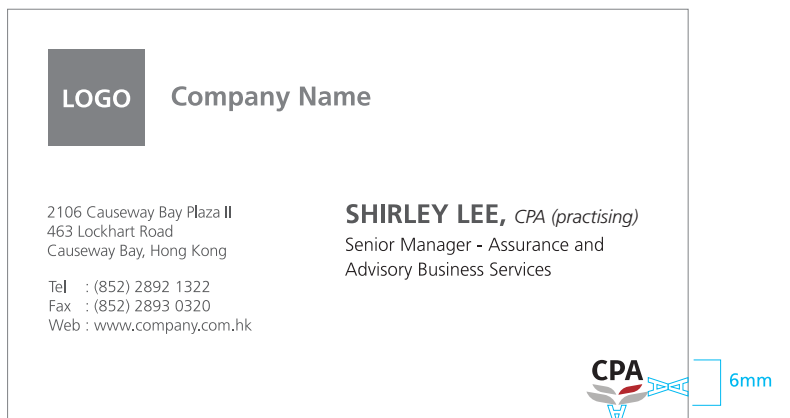 LOGO
Company Name
2106 Causeway Bay Plaza II
463 Lockhart Road
Causeway Bay, Hong Kong
Tel : (852) 2892 1322
Fax : (852) 2893 0320
Web : www.company.com.hk
SHIRLEY LEE, CPA (practising)
Senior Manager - Assurance and
Advisory Business Services
CPA
6mm